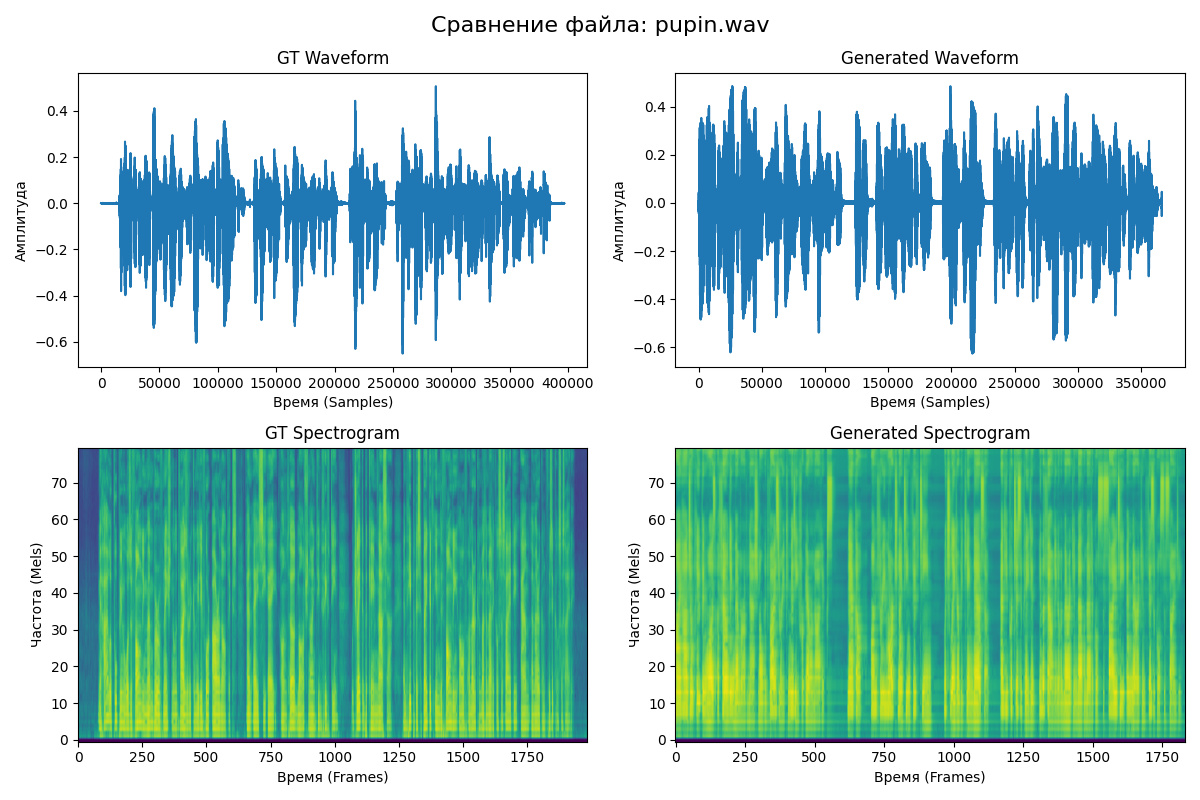 Сравнение файла: pupin.wav
GT Waveform
Амплитуда
0.4
0.2
0.0
−0.2
−0.4
−0.6
0 50000 100000 150000 200000 250000 300000 350000 400000
Время (Samples)
Generated Waveform
Амплитуда
0.4
0.2
0.0
−0.2
−0.4
−0.6
0 50000 100000 150000 200000 250000 300000 350000
Время (Samples)
GT Spectrogram
Частота (Mels)
70
60
50
40
30
20
10
0
0 250 500 750 1000 1250 1500 1750
Время (Frames)
Generated Spectrogram
Частота (Mels)
70
60
50
40
30
20
10
0
0 250 500 750 1000 1250 1500 1750
Время (Frames)